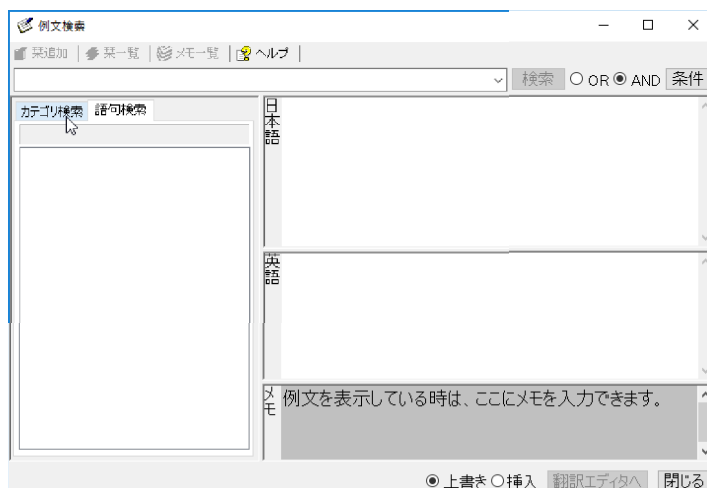 例文検索
栞追加 栞一覧 メモ一覧 ヘルプ
検索 OR AND 条件
カテゴリ検索 語句検索
日本語
英語
メモ
例文を表示している時は、ここにメモを入力できます。
上書き 挿入 翻訳エディタへ 閉じる